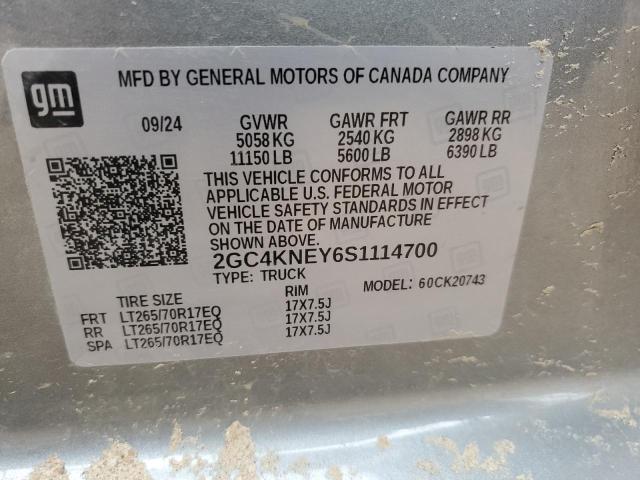 gm
MFD BY GENERAL MOTORS OF CANADA COMPANY
09/24 GVWR GAWR FRT GAWR RR
5058 KG 2540 KG 2898 KG
11150 LB 5600 LB 6390 LB
THIS VEHICLE CONFORMS TO ALL
APPLICABLE U.S. FEDERAL MOTOR
VEHICLE SAFETY STANDARDS IN EFFECT
ON THE DATE OF MANUFACTURE
SHOWN ABOVE. 2GC4KNEY6S1114700
TYPE: TRUCK MODEL: 60CK20743
TIRE SIZE RIM
FRT LT265/70R17EQ 17X7.5J
RR LT265/70R17EQ 17X7.5J
SPA LT265/70R17EQ 17X7.5J